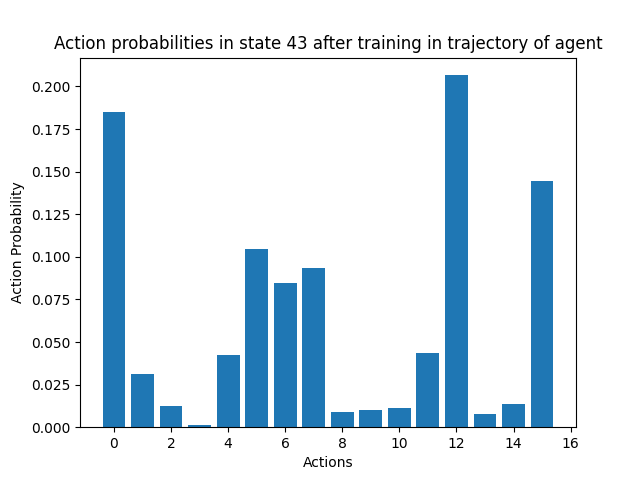 Action probabilities in state 43 after training in trajectory of agent
0.200
0.175
0.150
0.125
0.100
0.075
0.050
0.025
0.000
Action Probability
0 2 4 6 8 10 12 14 16
Actions